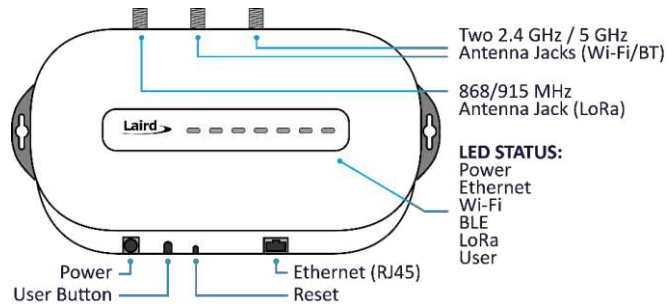 Two 2.4 GHz / 5 GHz
Antenna Jacks (Wi-Fi/BT)
868/915 MHz
Antenna Jack (LoRa)
Laird
LED STATUS:
Power
Ethernet
Wi-Fi
BLE
LoRa
User
Power
Ethernet (RJ45)
User Button
Reset